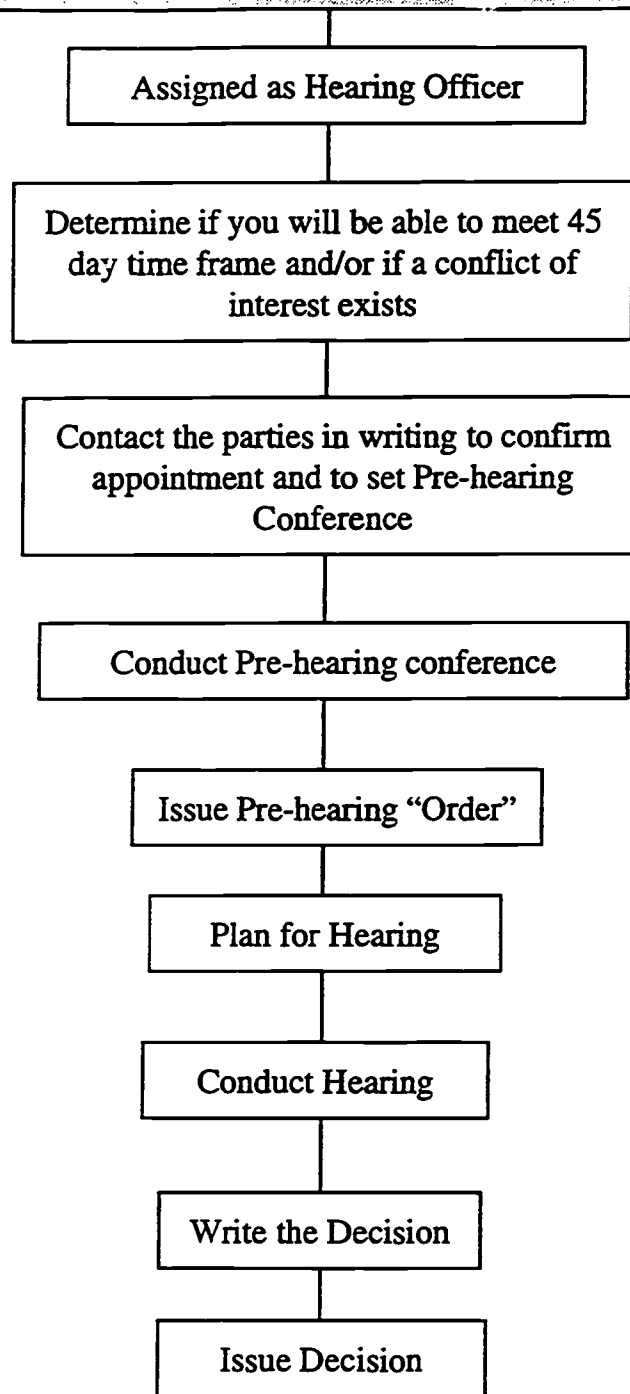 Assigned as Hearing Officer
Determine if you will be able to meet 45
day time frame and/or if a conflict of
interest exists
Contact the parties in writing to confirm
appointment and to set Pre-hearing
Conference
Conduct Pre-hearing conference
Issue Pre-hearing “Order”
Plan for Hearing
Conduct Hearing
Write the Decision
Issue Decision